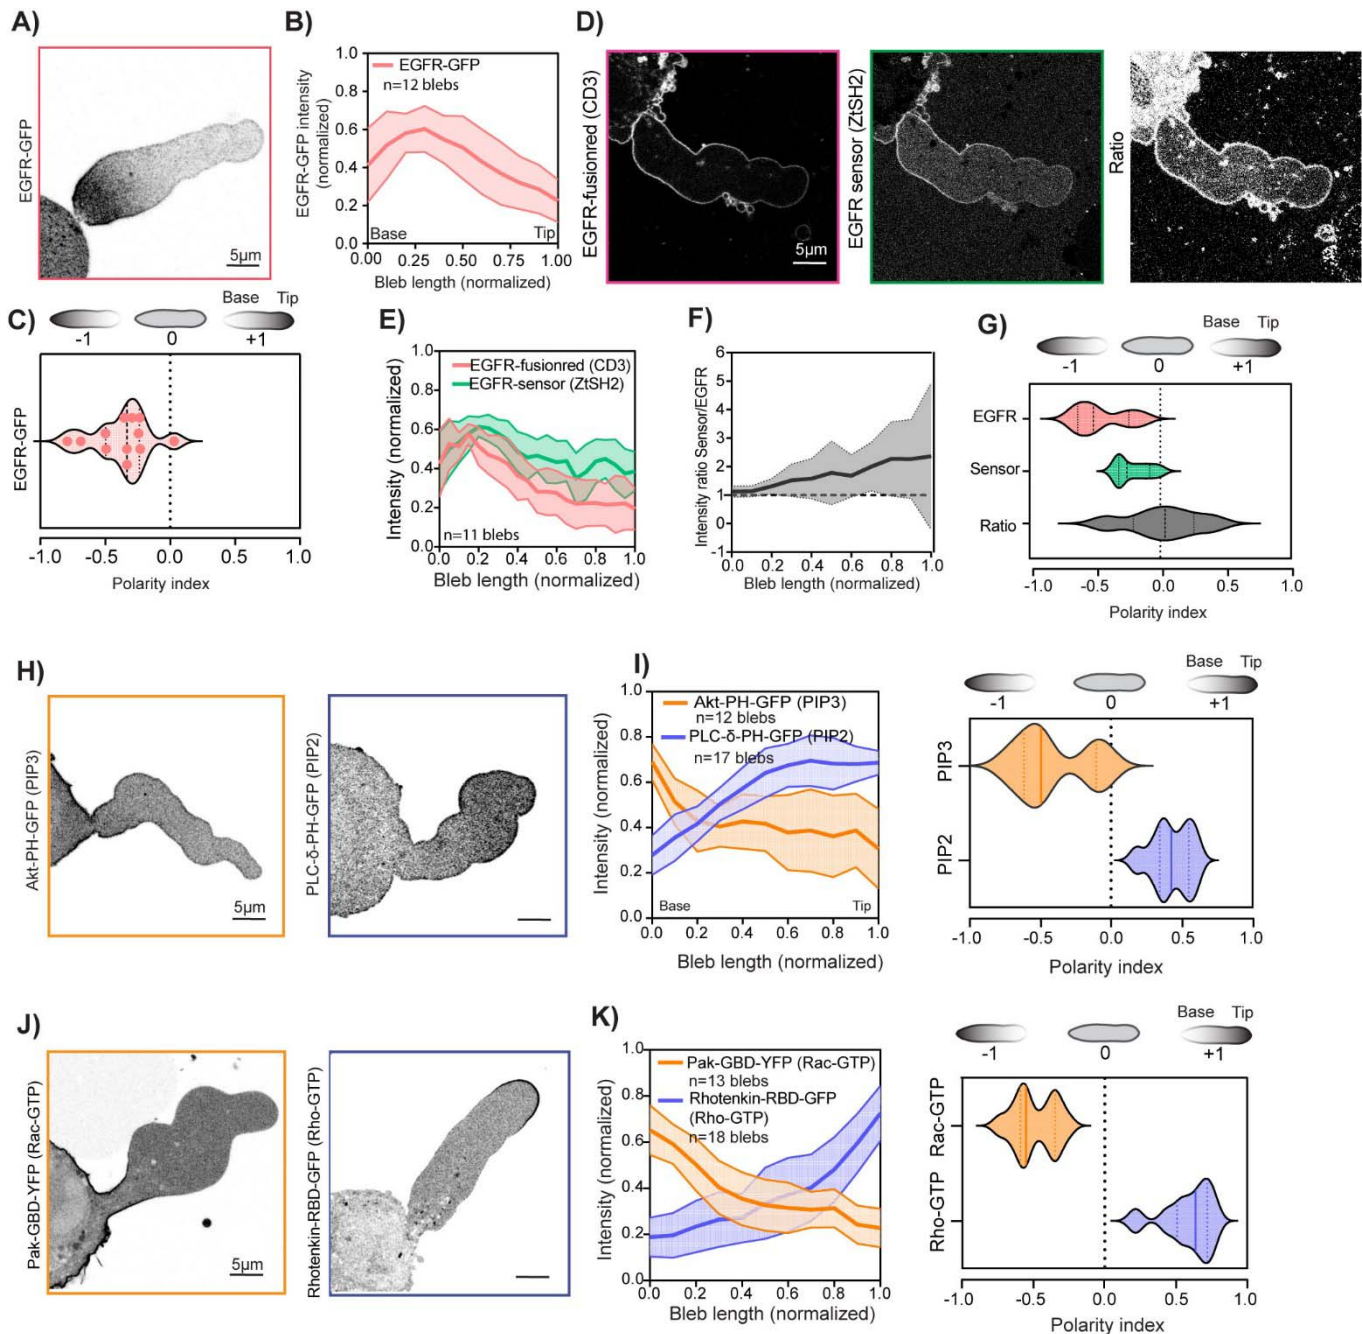 A)
EGFR-GFP
5µm
B)
EGFR-GFP intensity
(normalized)
1.0
0.8
0.6
0.4
0.2
0.0
EGFR-GFP
n=12 blebs
Base
Tip
0.00 0.25 0.50 0.75 1.00
Bleb length (normalized)
C)
Base Tip
-1 0 +1
EGFR-GFP
-1.0 -0.5 0.0 0.5 1.0
Polarity index
D)
EGFR-fusionred (CD3)
5µm
EGFR sensor (ZtSH2)
Ratio
E)
Intensity (normalized)
1.0
0.8
0.6
0.4
0.2
0.0
EGFR-fusionred (CD3)
EGFR-sensor (ZtSH2)
n=11 blebs
0.0 0.2 0.4 0.6 0.8 1.0
Bleb length (normalized)
F)
Intensity ratio Sensor/EGFR
6
5
4
3
2
1
0
-1
0.0 0.2 0.4 0.6 0.8 1.0
Bleb length (normalized)
G)
Base Tip
-1 0 +1
EGFR
Sensor
Ratio
-1.0 -0.5 0.0 0.5 1.0
Polarity index
H)
Akt-PH-GFP (PIP3)
5µm
PLC-δ-PH-GFP (PIP2)
I)
Intensity (normalized)
1.0
0.8
0.6
0.4
0.2
0.0
Akt-PH-GFP (PIP3)
n=12 blebs
PLC-δ-PH-GFP (PIP2)
n=17 blebs
Base
Tip
0.0 0.2 0.4 0.6 0.8 1.0
Bleb length (normalized)
Base Tip
-1 0 +1
PIP3
PIP2
-1.0 -0.5 0.0 0.5 1.0
Polarity index
J)
Pak-GBD-YFP (Rac-GTP)
5µm
Rhotenkin-RBD-GFP (Rho-GTP)
K)
Intensity (normalized)
1.0
0.8
0.6
0.4
0.2
0.0
Pak-GBD-YFP (Rac-GTP)
n=13 blebs
Rhotenkin-RBD-GFP
(Rho-GTP)
n=18 blebs
0.0 0.2 0.4 0.6 0.8 1.0
Bleb length (normalized)
Base Tip
-1 0 +1
Rac-GTP
Rho-GTP
-1.0 -0.5 0.0 0.5 1.0
Polarity index